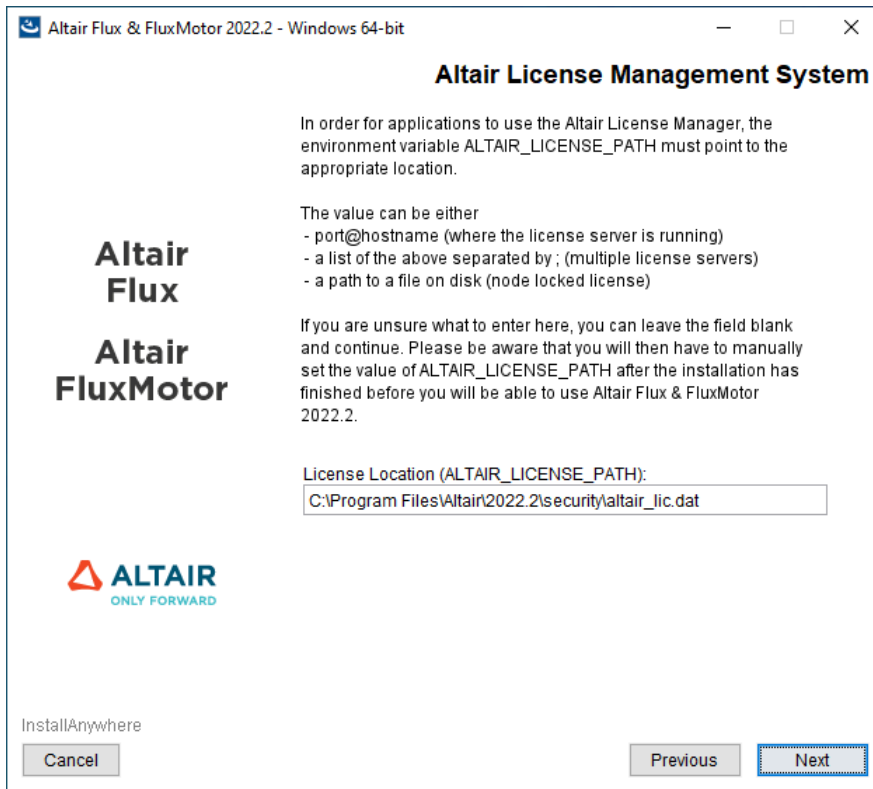 Altair Flux & FluxMotor 2022.2 - Windows 64-bit
Altair License Management System
In order for applications to use the Altair License Manager, the
environment variable ALTAIR_LICENSE_PATH must point to the
appropriate location.
The value can be either
- port@hostname (where the license server is running)
- a list of the above separated by ; (multiple license servers)
- a path to a file on disk (node locked license)
If you are unsure what to enter here, you can leave the field blank
and continue. Please be aware that you will then have to manually
set the value of ALTAIR_LICENSE_PATH after the installation has
finished before you will be able to use Altair Flux & FluxMotor
2022.2.
License Location (ALTAIR_LICENSE_PATH):
C:\Program Files\Altair\2022.2\security\altair_lic.dat
Altair
Flux
Altair
FluxMotor
ALTAIR
ONLY FORWARD
InstallAnywhere
Cancel
Previous
Next